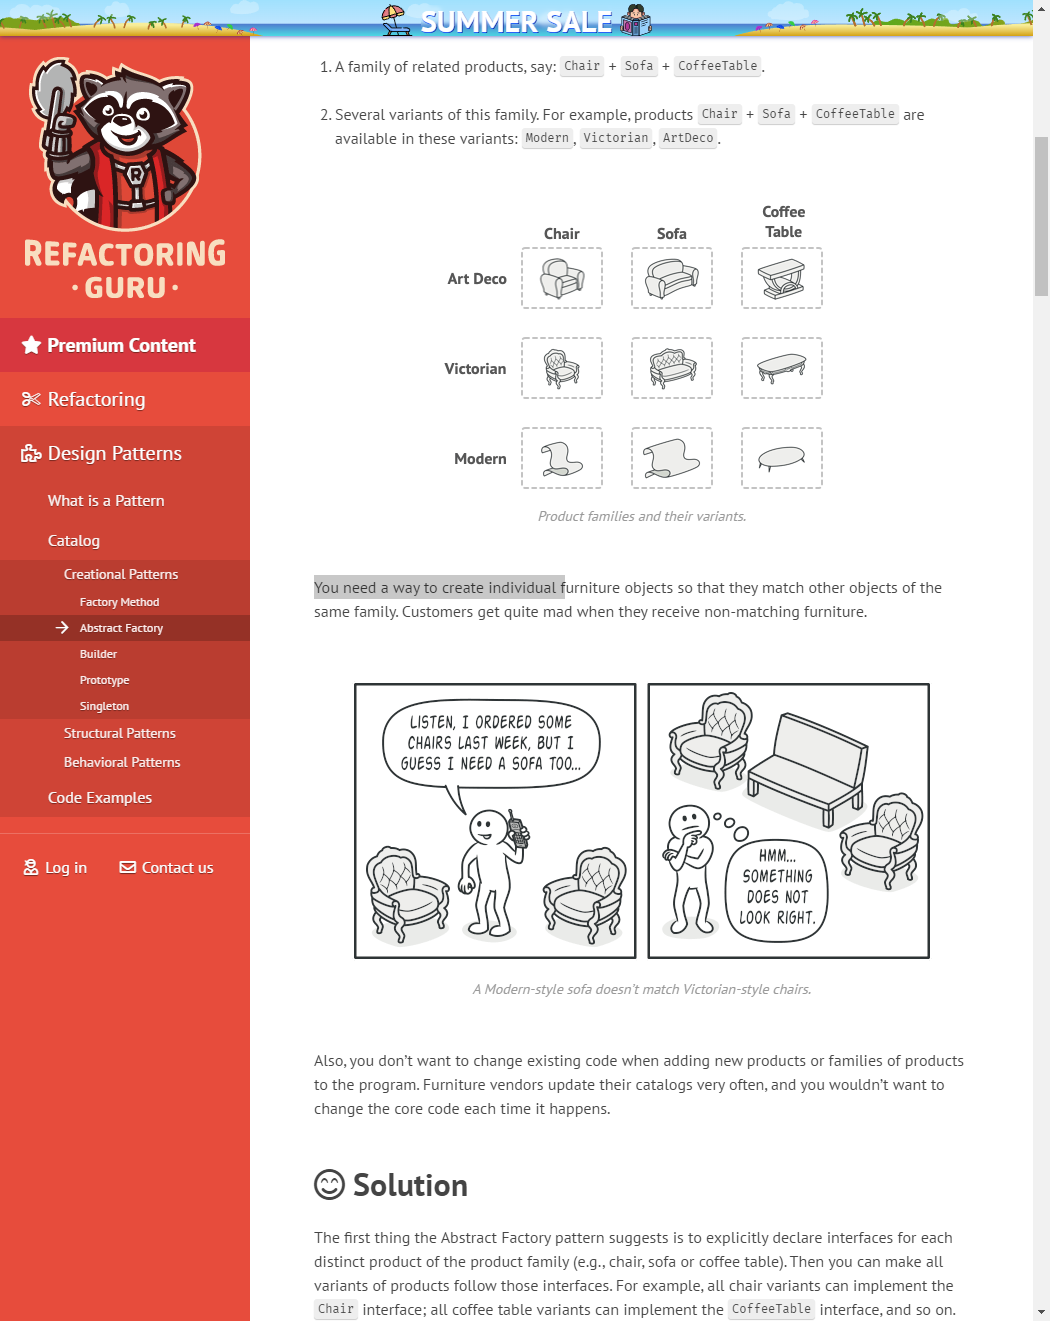 SUMMER SALE
REFACTORING
· GURU ·
Premium Content
Refactoring
Design Patterns
What is a Pattern
Catalog
Creational Patterns
Factory Method
Abstract Factory
Builder
Prototype
Singleton
Structural Patterns
Behavioral Patterns
Code Examples
Log in
Contact us
1. A family of related products, say: Chair + Sofa + CoffeeTable.
2. Several variants of this family. For example, products Chair + Sofa + CoffeeTable are
available in these variants: Modern, Victorian, ArtDeco.
Chair
Sofa
Coffee
Table
Art Deco
Victorian
Modern
Product families and their variants.
You need a way to create individual furniture objects so that they match other objects of the
same family. Customers get quite mad when they receive non-matching furniture.
LISTEN, I ORDERED SOME
CHAIRS LAST WEEK, BUT I
GUESS I NEED A SOFA TOO...
HMM...
SOMETHING
DOES NOT
LOOK RIGHT.
A Modern-style sofa doesn’t match Victorian-style chairs.
Also, you don’t want to change existing code when adding new products or families of products
to the program. Furniture vendors update their catalogs very often, and you wouldn’t want to
change the core code each time it happens.
Solution
The first thing the Abstract Factory pattern suggests is to explicitly declare interfaces for each
distinct product of the product family (e.g., chair, sofa or coffee table). Then you can make all
variants of products follow those interfaces. For example, all chair variants can implement the
Chair interface; all coffee table variants can implement the CoffeeTable interface, and so on.
R